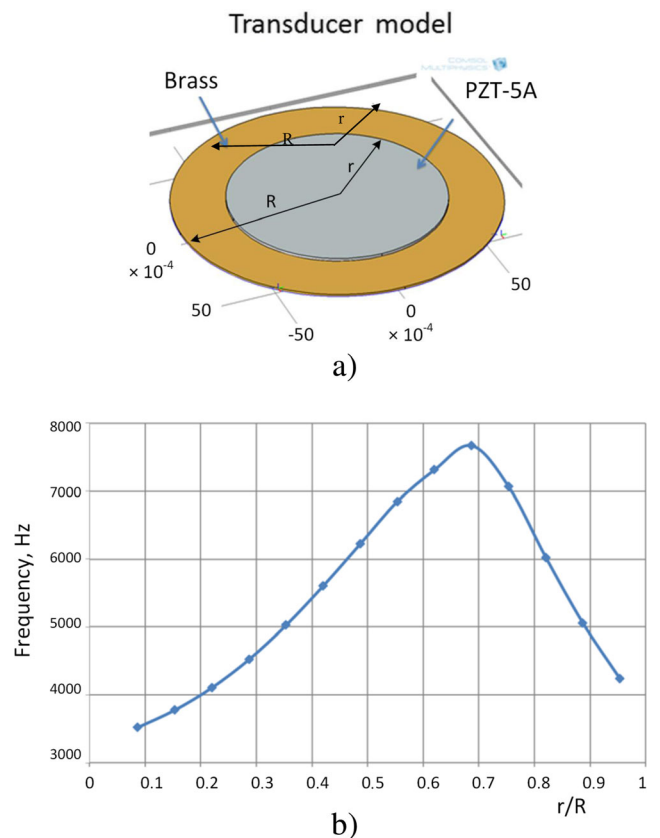 Transducer model
COMSOL
MULTIPHYSICS
Brass
PZT-5A
r
R
r
R
0
× 10⁻⁴
50
-50
0
× 10⁻⁴
50
a)
8000
7000
6000
5000
4000
3000
Frequency, Hz
0 0.1 0.2 0.3 0.4 0.5 0.6 0.7 0.8 0.9 1
r/R
b)